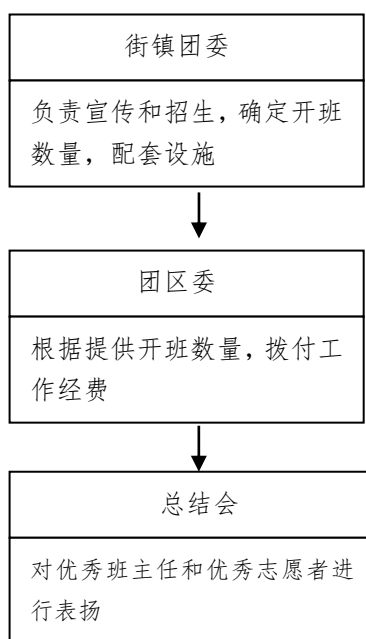 街镇团委
负责宣传和招生，确定开班
数量，配套设施
团区委
根据提供开班数量，拨付工
作经费
总结会
对优秀班主任和优秀志愿者进
行表扬